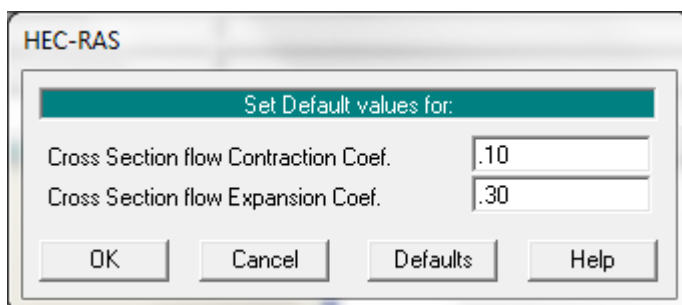 HEC-RAS
Set Default values for:
Cross Section flow Contraction Coef. .10
Cross Section flow Expansion Coef. .30
OK Cancel Defaults Help